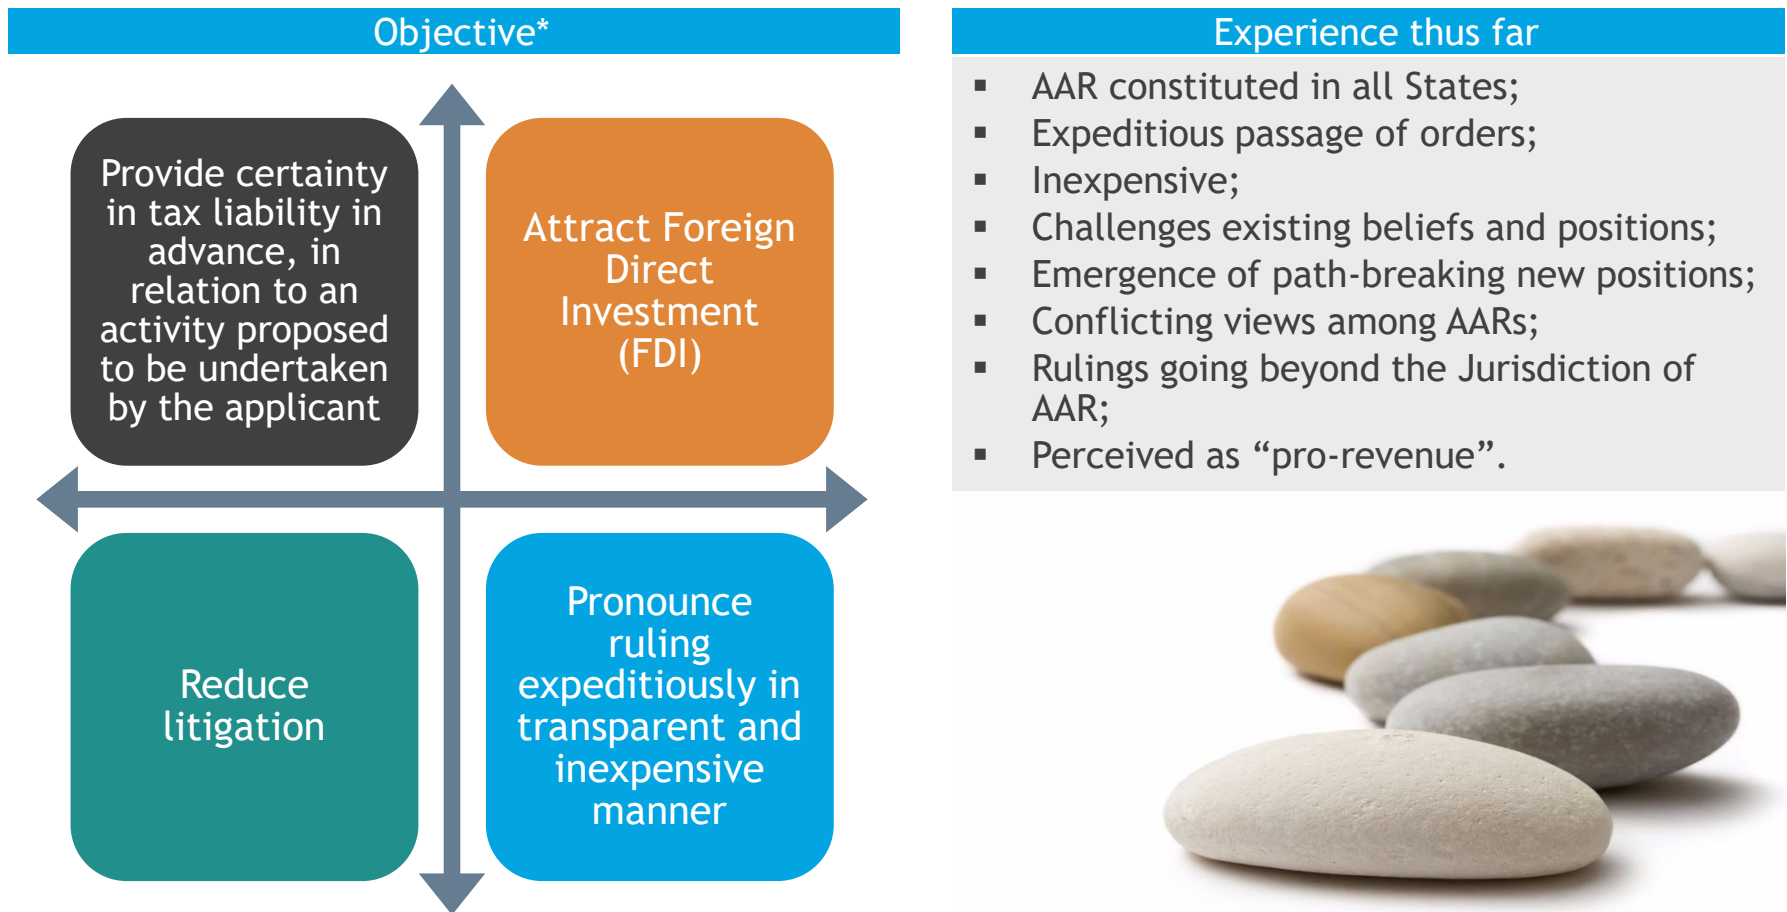 Objective*
Provide certainty
in tax liability in
advance, in
relation to an
activity proposed
to be undertaken
by the applicant
Attract Foreign
Direct
Investment
(FDI)
Reduce
litigation
Pronounce
ruling
expeditiously in
transparent and
inexpensive
manner
Experience thus far
▪ AAR constituted in all States;
▪ Expeditious passage of orders;
▪ Inexpensive;
▪ Challenges existing beliefs and positions;
▪ Emergence of path-breaking new positions;
▪ Conflicting views among AARs;
▪ Rulings going beyond the Jurisdiction of
AAR;
▪ Perceived as “pro-revenue”.